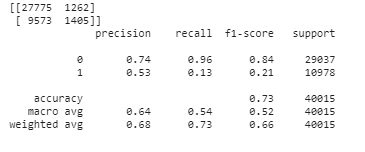 [[27775 1262]
[ 9573 1405]]
precision recall f1-score support
0 0.74 0.96 0.84 29037
1 0.53 0.13 0.21 10978
accuracy 0.73 40015
macro avg 0.64 0.54 0.52 40015
weighted avg 0.68 0.73 0.66 40015